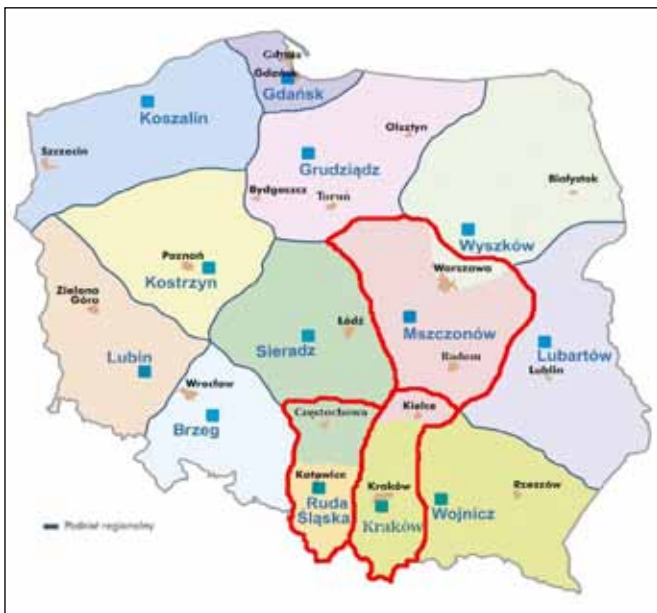 Gdynia
Gdańsk
Gdańsk
Koszalin
Szczecin
Olsztyn
Grudziądz
Bydgoszcz
Toruń
Białystok
Wyszków
Poznań
Kostrzyn
Warszawa
Zielona
Góra
Łódź
Mszczonów
Sieradz
Lubartów
Lublin
Radom
Lubin
Wrocław
Brzeg
Częstochowa
Kielce
Katowice
Ruda
Śląska
Kraków
Kraków
Wojnicz
Rzeszów
Podział regionalny